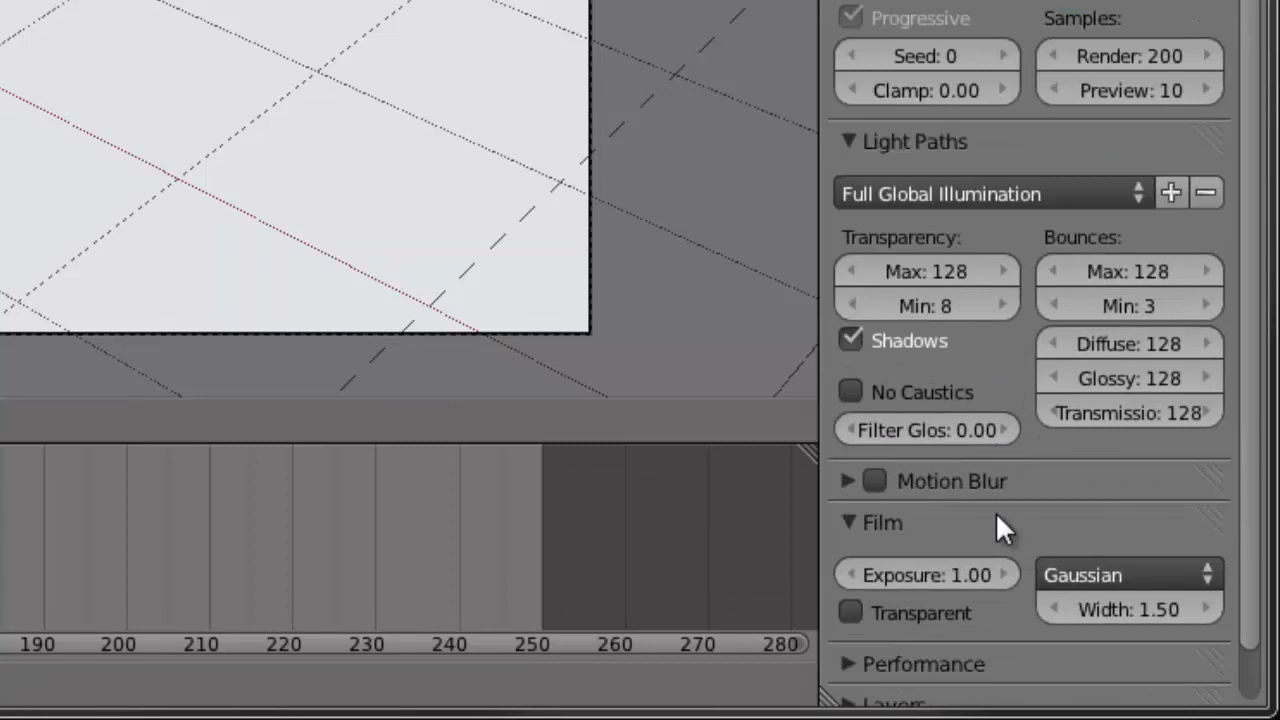 Progressive
Samples:
Seed: 0
Render: 200
Clamp: 0.00
Preview: 10
Light Paths
Full Global Illumination
Transparency:
Bounces:
Max: 128
Max: 128
Min: 8
Min: 3
Shadows
Diffuse: 128
Glossy: 128
No Caustics
Transmissio: 128
Filter Glos: 0.00
Motion Blur
Film
Exposure: 1.00
Gaussian
Transparent
Width: 1.50
190 200 210 220 230 240 250 260 270 280
Performance
Layers